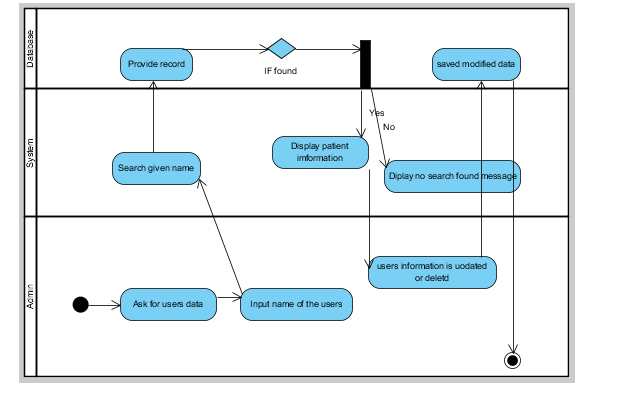 Database
Provide record
IF found
saved modified data
Yes
No
System
Search given name
Display patient
imformation
Diplay no search found message
Admin
users information is uodated
or deletd
Ask for users data
Input name of the users